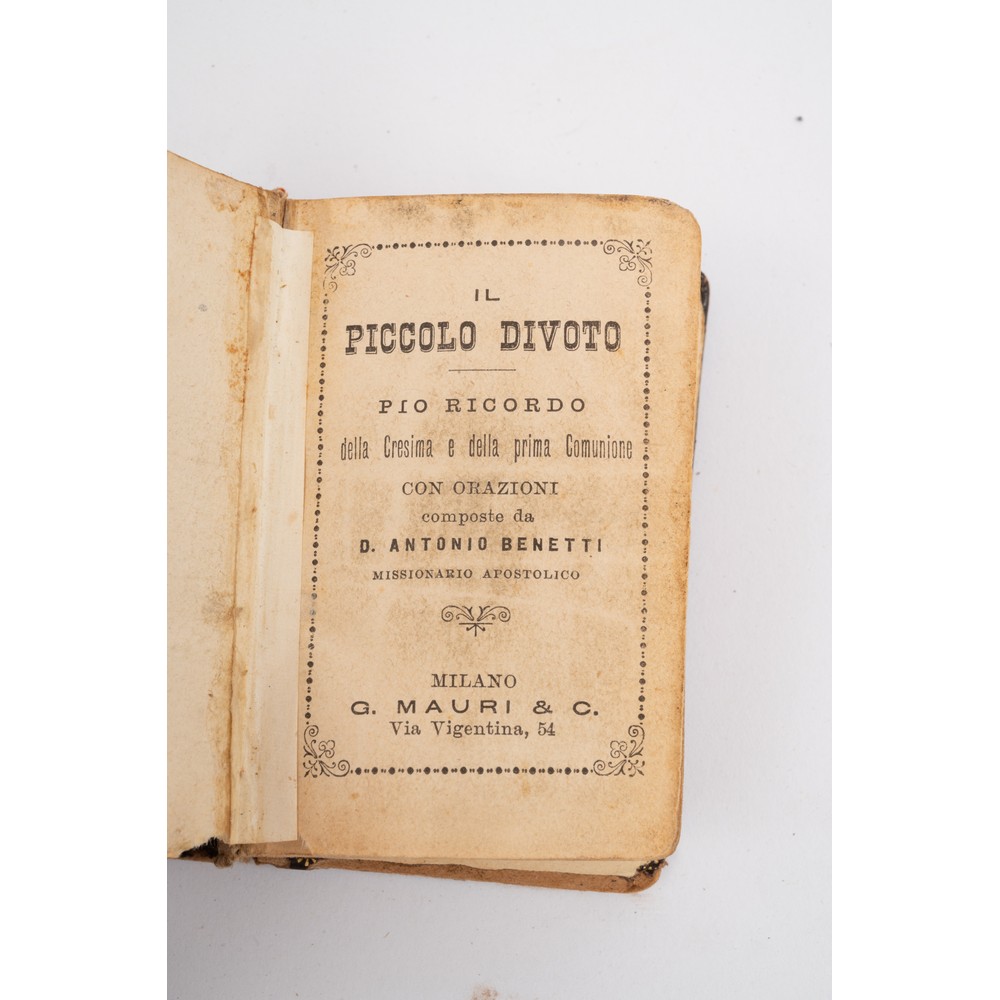 IL
PICCOLO DIVOTO
PIO RICORDO
della Cresima e della prima Comunione
CON ORAZIONI
composte da
D. ANTONIO BENETTI
MISSIONARIO APOSTOLICO
MILANO
G. MAURI & C.
Via Vigentina, 54